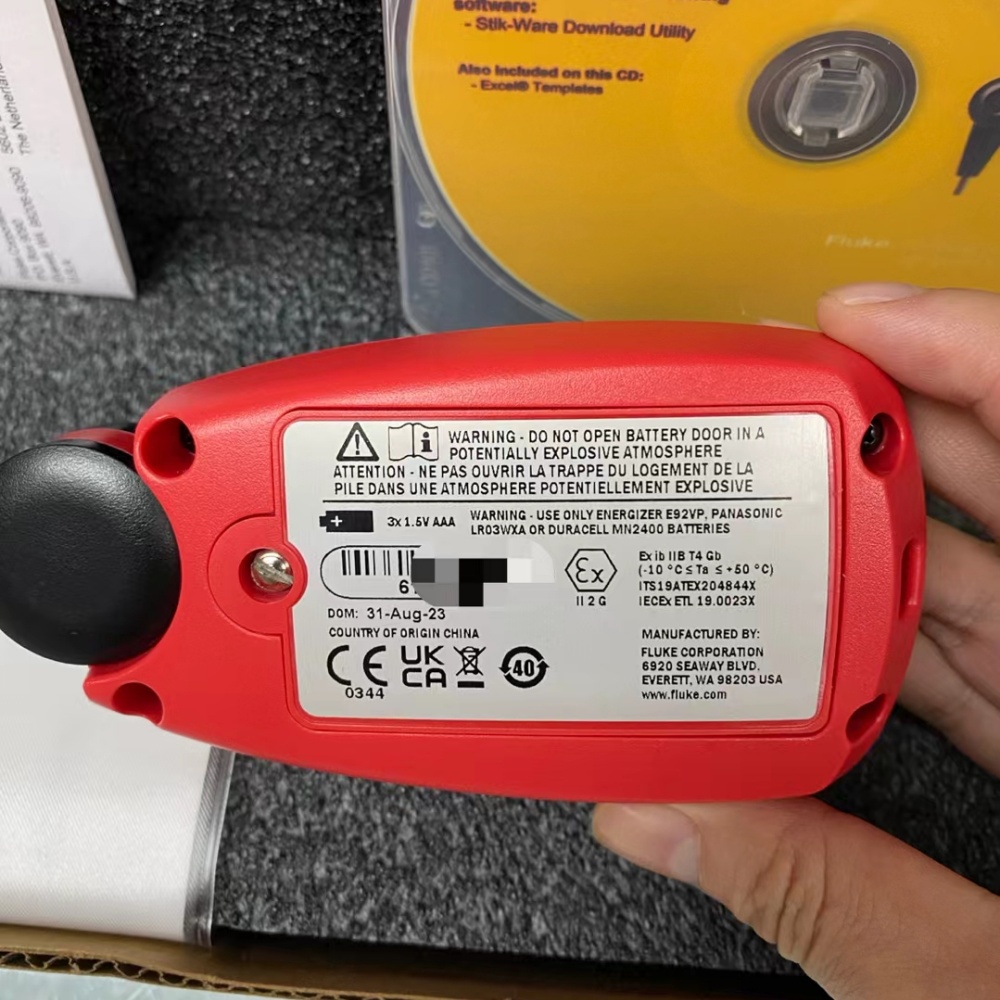 software:
- Stik-Ware Download Utility
Also Included on this CD:
- Excel® Templates
Fluke
The Netherlands
WARNING - DO NOT OPEN BATTERY DOOR IN A
POTENTIALLY EXPLOSIVE ATMOSPHERE
ATTENTION - NE PAS OUVRIR LA TRAPPE DU LOGEMENT DE LA
PILE DANS UNE ATMOSPHERE POTENTIELLEMENT EXPLOSIVE
3x 1.5V AAA
WARNING - USE ONLY ENERGIZER E92VP, PANASONIC
LR03WXA OR DURACELL MN2400 BATTERIES
6
Ex
II 2 G
Ex ib IIB T4 Gb
(-10 °C ≤ Ta ≤ +50 °C)
ITS19ATEX204844X
IECEx ETL 19.0023X
DOM: 31-Aug-23
COUNTRY OF ORIGIN CHINA
CE
0344
UK
CA
40
MANUFACTURED BY:
FLUKE CORPORATION
6920 SEAWAY BLVD.
EVERETT, WA 98203 USA
www.fluke.com